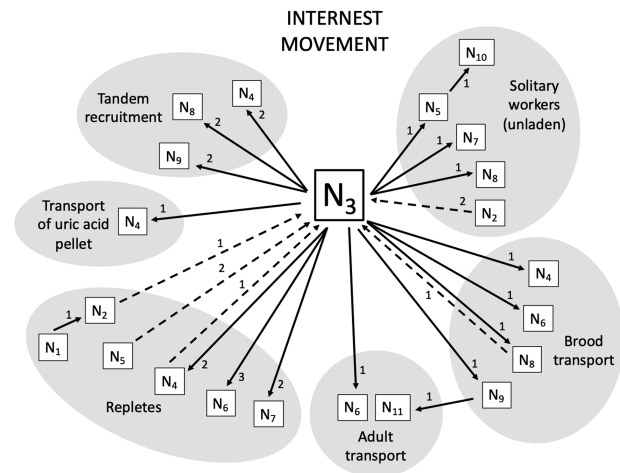 INTERNEST
MOVEMENT
Tandem
recruitment
N8
N4
N9
2
2
2
Solitary
workers
(unladen)
N10
N5
N7
N8
N2
1
1
1
1
2
N3
Transport
of uric acid
pellet
N4
1
Repletes
N1
N2
N5
N4
N6
N7
1
1
2
1
2
3
2
Adult
transport
N6
N11
1
1
Brood
transport
N4
N6
N8
N9
1
1
1
1
1